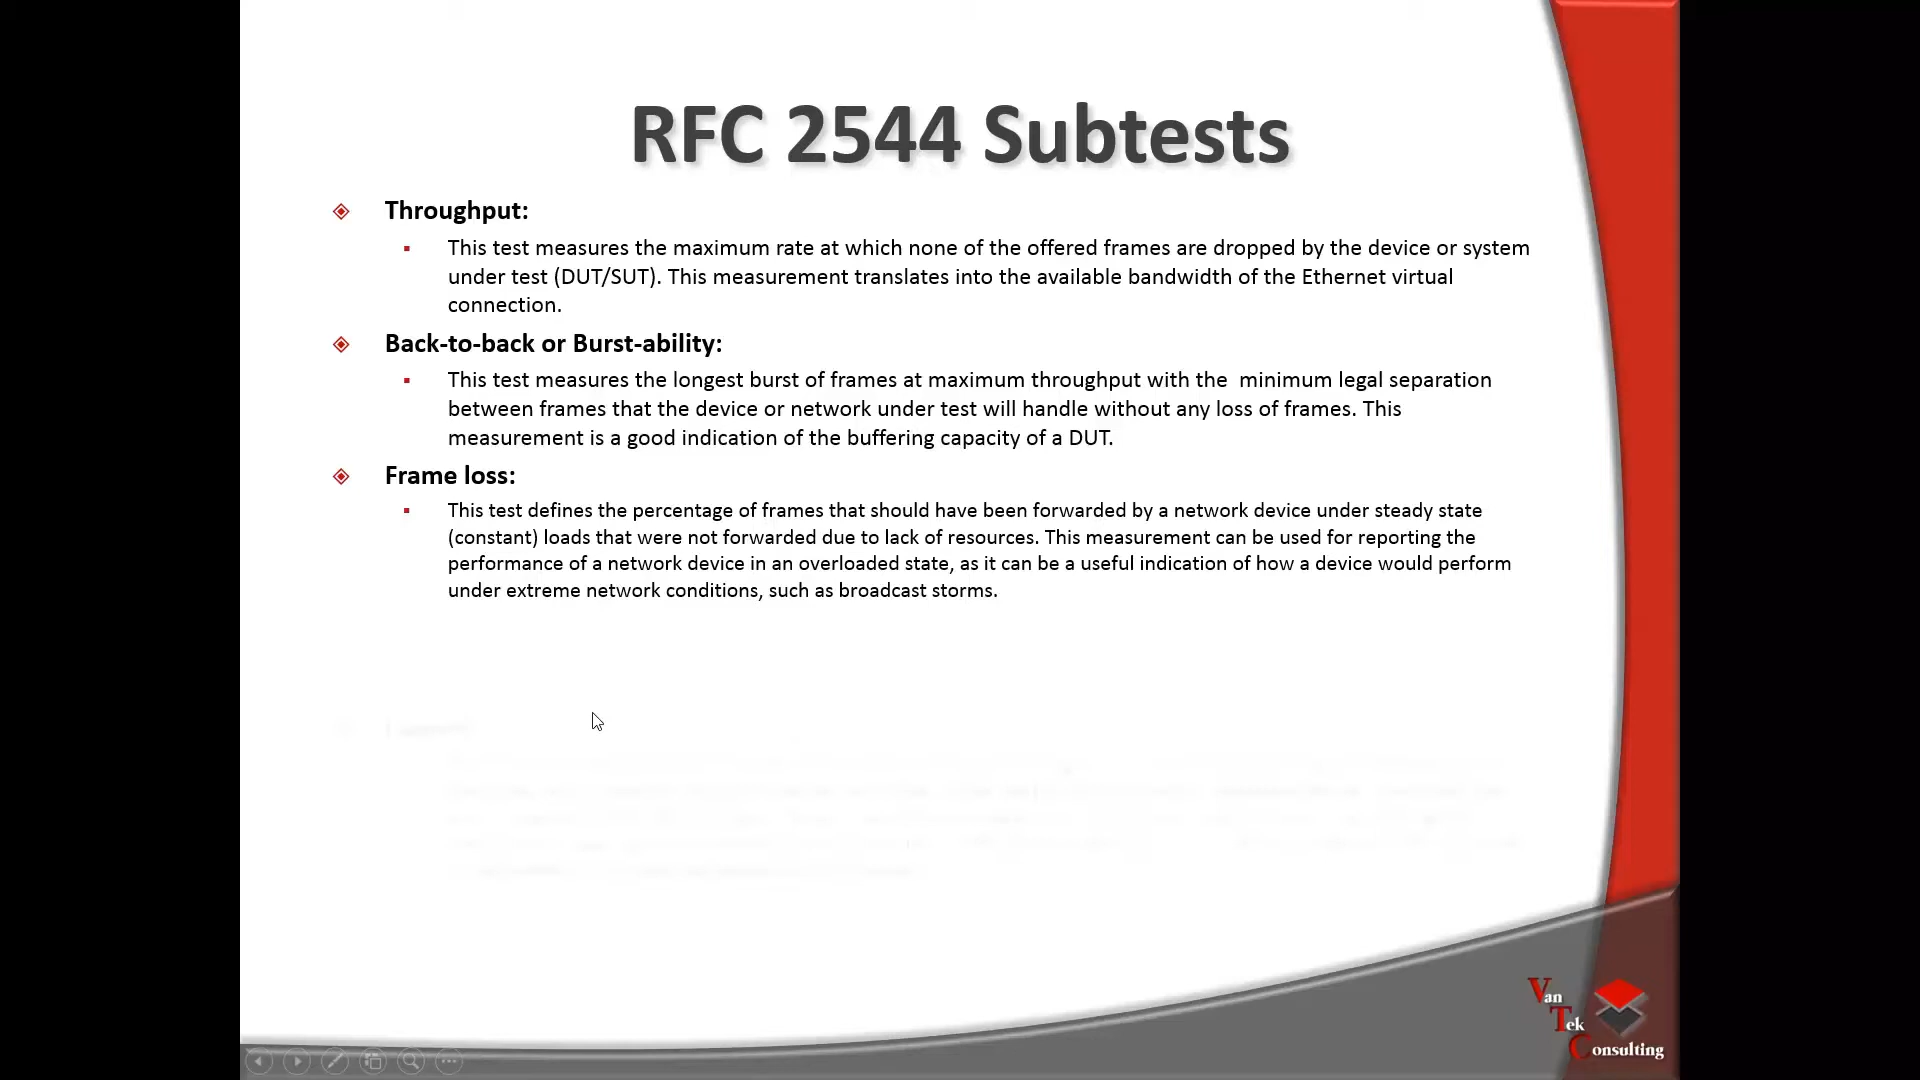 RFC 2544 Subtests
Throughput:
This test measures the maximum rate at which none of the offered frames are dropped by the device or system
under test (DUT/SUT). This measurement translates into the available bandwidth of the Ethernet virtual
connection.
Back-to-back or Burst-ability:
This test measures the longest burst of frames at maximum throughput with the  minimum legal separation
between frames that the device or network under test will handle without any loss of frames. This
measurement is a good indication of the buffering capacity of a DUT.
Frame loss:
This test defines the percentage of frames that should have been forwarded by a network device under steady state
(constant) loads that were not forwarded due to lack of resources. This measurement can be used for reporting the
performance of a network device in an overloaded state, as it can be a useful indication of how a device would perform
under extreme network conditions, such as broadcast storms.
Van
Tek
Consulting